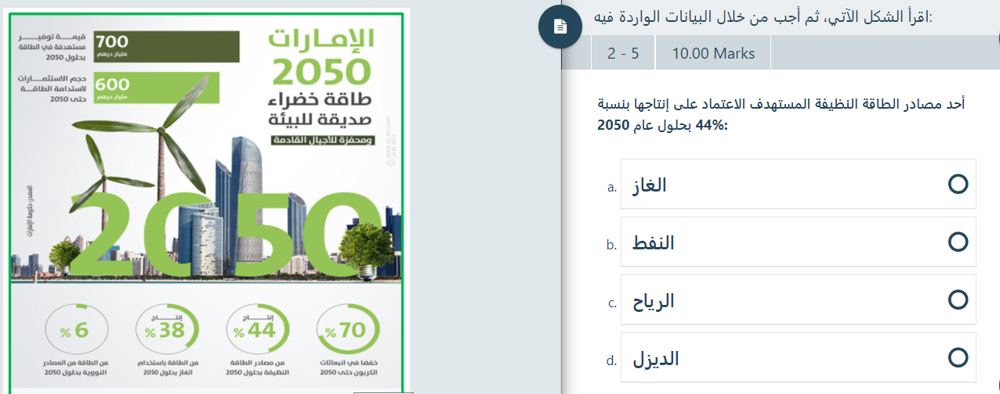 اقرأ الشكل الآتي، ثم أجب من خلال البيانات الواردة فيه:
2 - 5
10.00 Marks
أحد مصادر الطاقة النظيفة المستهدف الاعتماد على إنتاجها بنسبة
44% بحلول عام 2050:
a. الغاز
b. النفط
c. الرياح
d. الديزل
الإمارات
2050
طاقة خضراء
صديقة للبيئة
ومحفزة للأجيال القادمة
700
مليار درهم
قيمة توفير
مستهدفة في الطاقة
بحلول 2050
600
مليار درهم
حجم الاستثمارات
لاستدامة الطاقة
حتى 2050
2050
المصدر: حكومة الإمارات
70 %
خفضا في انبعاثات
الكربون حتى 2050
إنتاج
44 %
من مصادر الطاقة
النظيفة بحلول 2050
إنتاج
38 %
من الطاقة باستخدام
الغاز بحلول 2050
6 %
من الطاقة من المصادر
النووية بحلول 2050